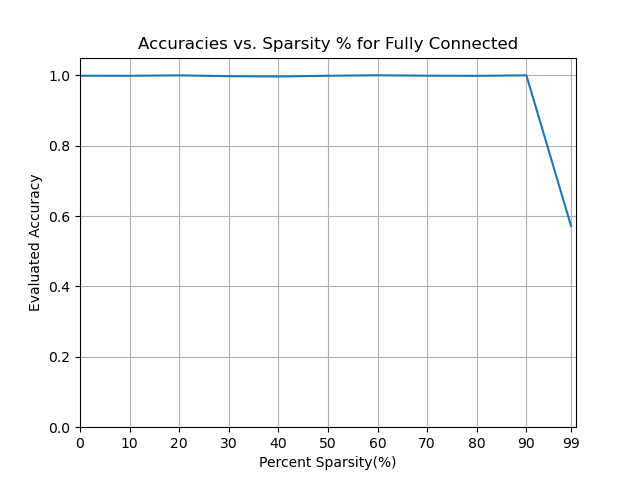 Accuracies vs. Sparsity % for Fully Connected
Evaluated Accuracy
1.0
0.8
0.6
0.4
0.2
0.0
0 10 20 30 40 50 60 70 80 90 99
Percent Sparsity(%)